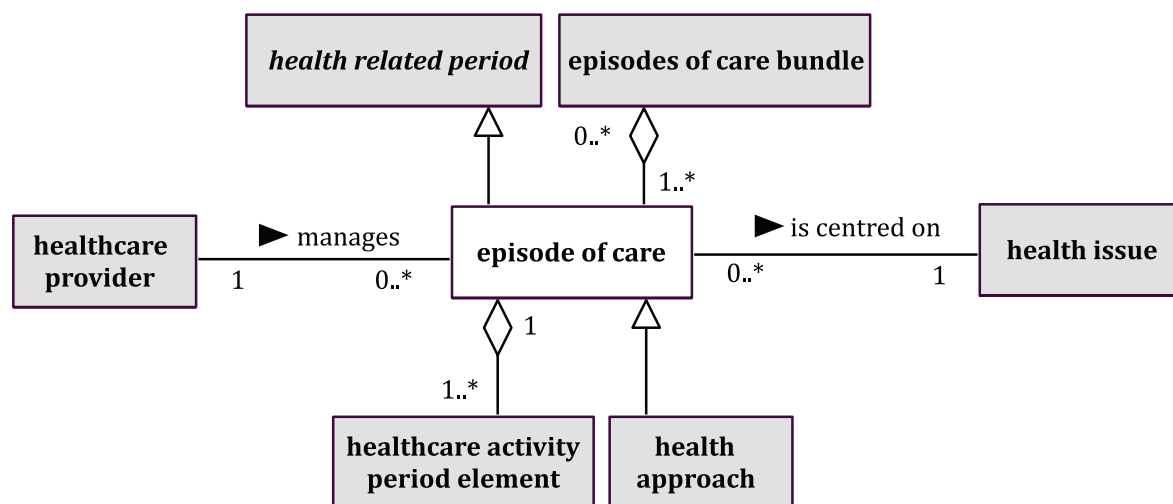 health related period
episodes of care bundle
0..*
1..*
healthcare
provider
manages
1
0..*
episode of care
is centred on
0..*
1
health issue
1
1..*
healthcare activity
period element
health
approach